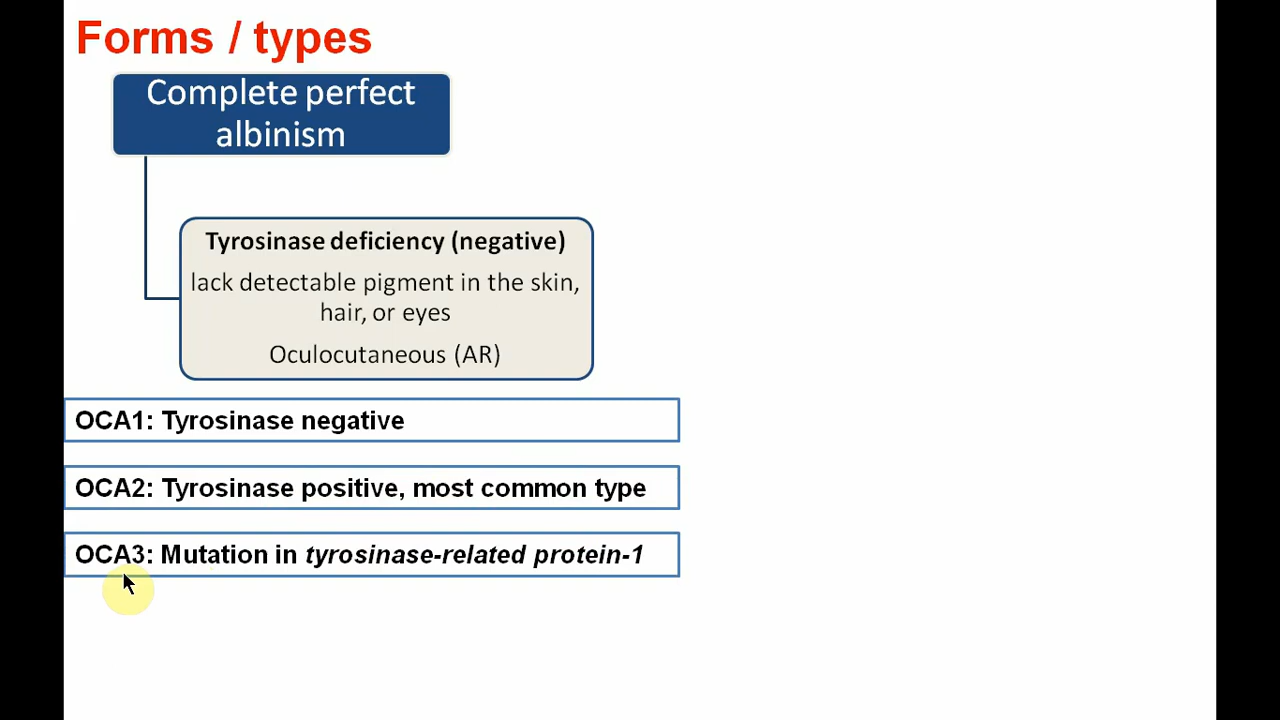 Forms / types
Complete perfect
albinism
Tyrosinase deficiency (negative)
lack detectable pigment in the skin,
hair, or eyes
Oculocutaneous (AR)
OCA1: Tyrosinase negative
OCA2: Tyrosinase positive, most common type
OCA3: Mutation in tyrosinase-related protein-1